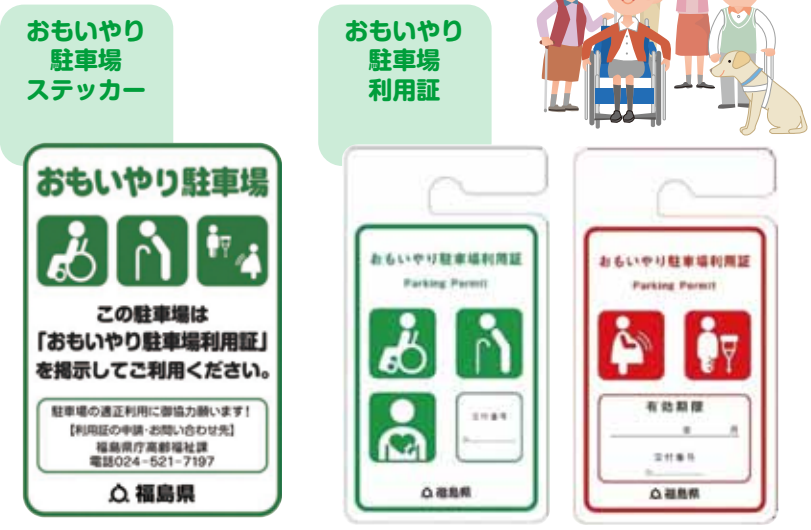 おもいやり
駐車場
ステッカー
おもいやり
駐車場
利用証
おもいやり駐車場
この駐車場は
「おもいやり駐車場利用証」
を掲示してご利用ください。
駐車場の適正利用に御協力願います!
【利用証の申請・お問い合わせ先】
福島県庁高齢福祉課
電話024-521-7197
福島県
おもいやり駐車場利用証
Parking Permit
交付番号
福島県
おもいやり駐車場利用証
Parking Permit
有効期限
年 月
交付番号
福島県